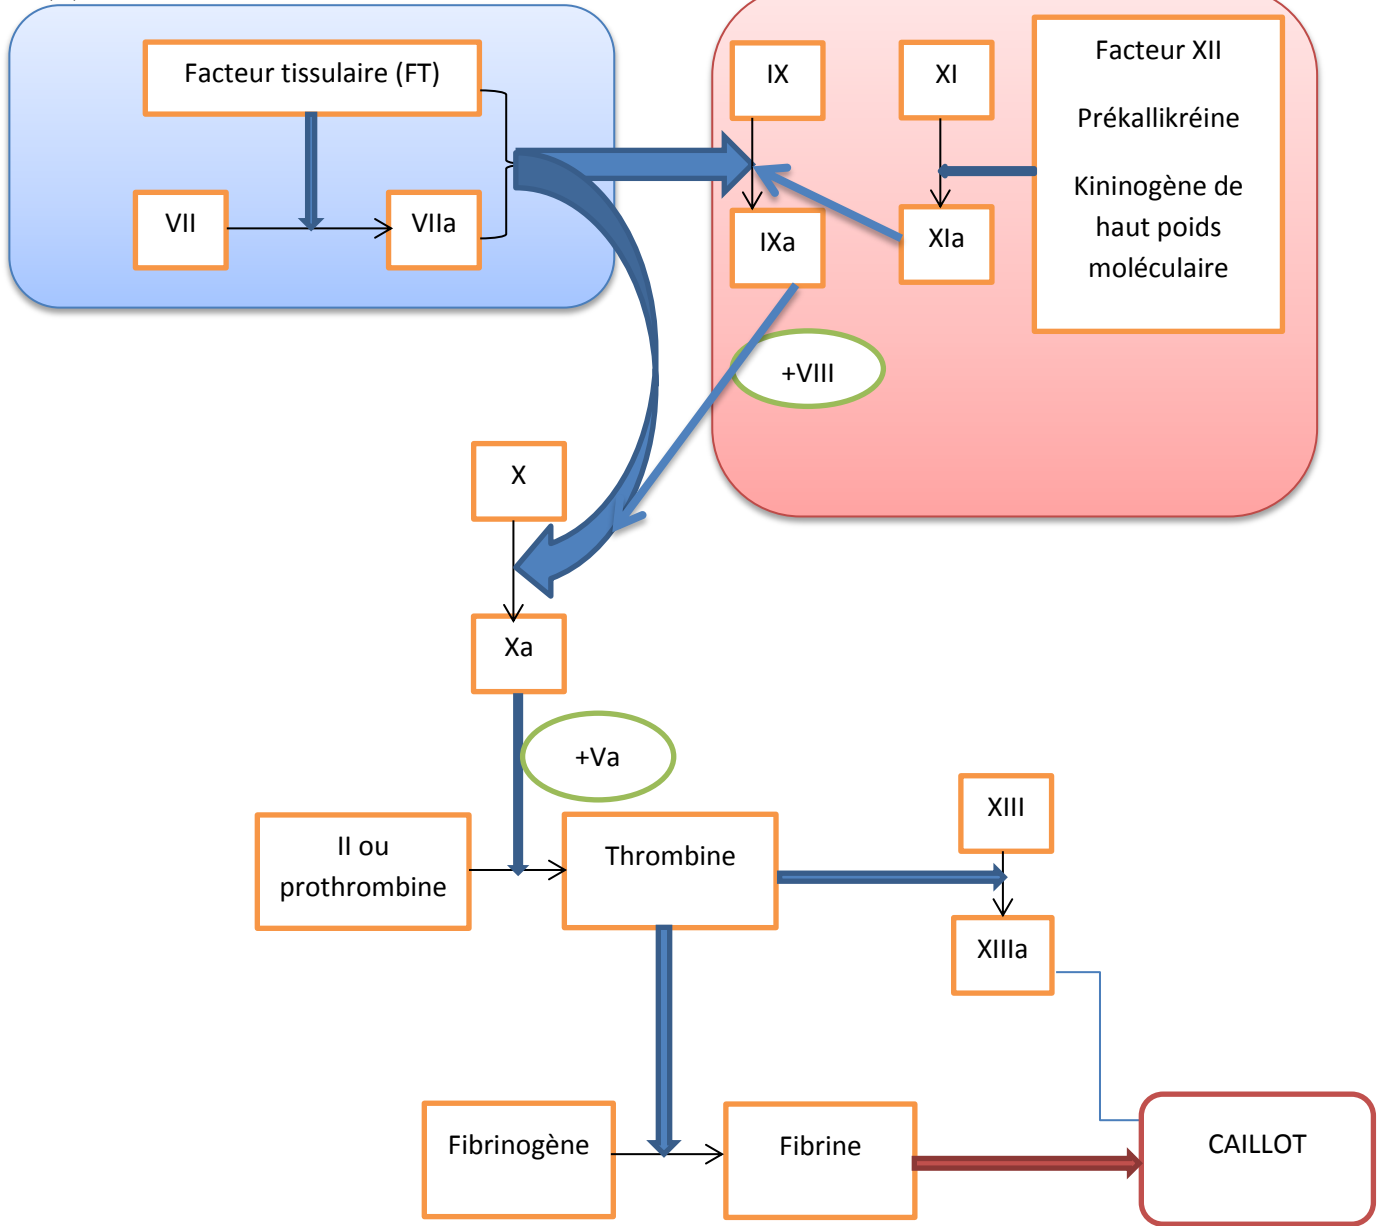 Facteur tissulaire (FT)
VII
VIIa
IX
XI
IXa
XIa
Facteur XII
Prékallikréine
Kininogène de
haut poids
moléculaire
+VIII
X
Xa
+Va
II ou
prothrombine
Thrombine
XIII
XIIIa
Fibrinogène
Fibrine
CAILLOT